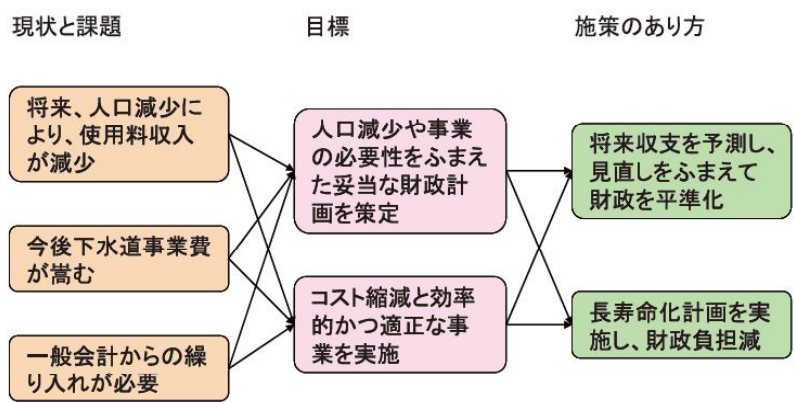 現状と課題
目標
施策のあり方
将来、人口減少に
より、使用料収入
が減少
今後下水道事業費
が嵩む
一般会計からの繰
り入れが必要
人口減少や事業
の必要性をふまえ
た妥当な財政計
画を策定
コスト縮減と効率
的かつ適正な事
業を実施
将来収支を予測し、
見直しをふまえて
財政を平準化
長寿命化計画を実
施し、財政負担減